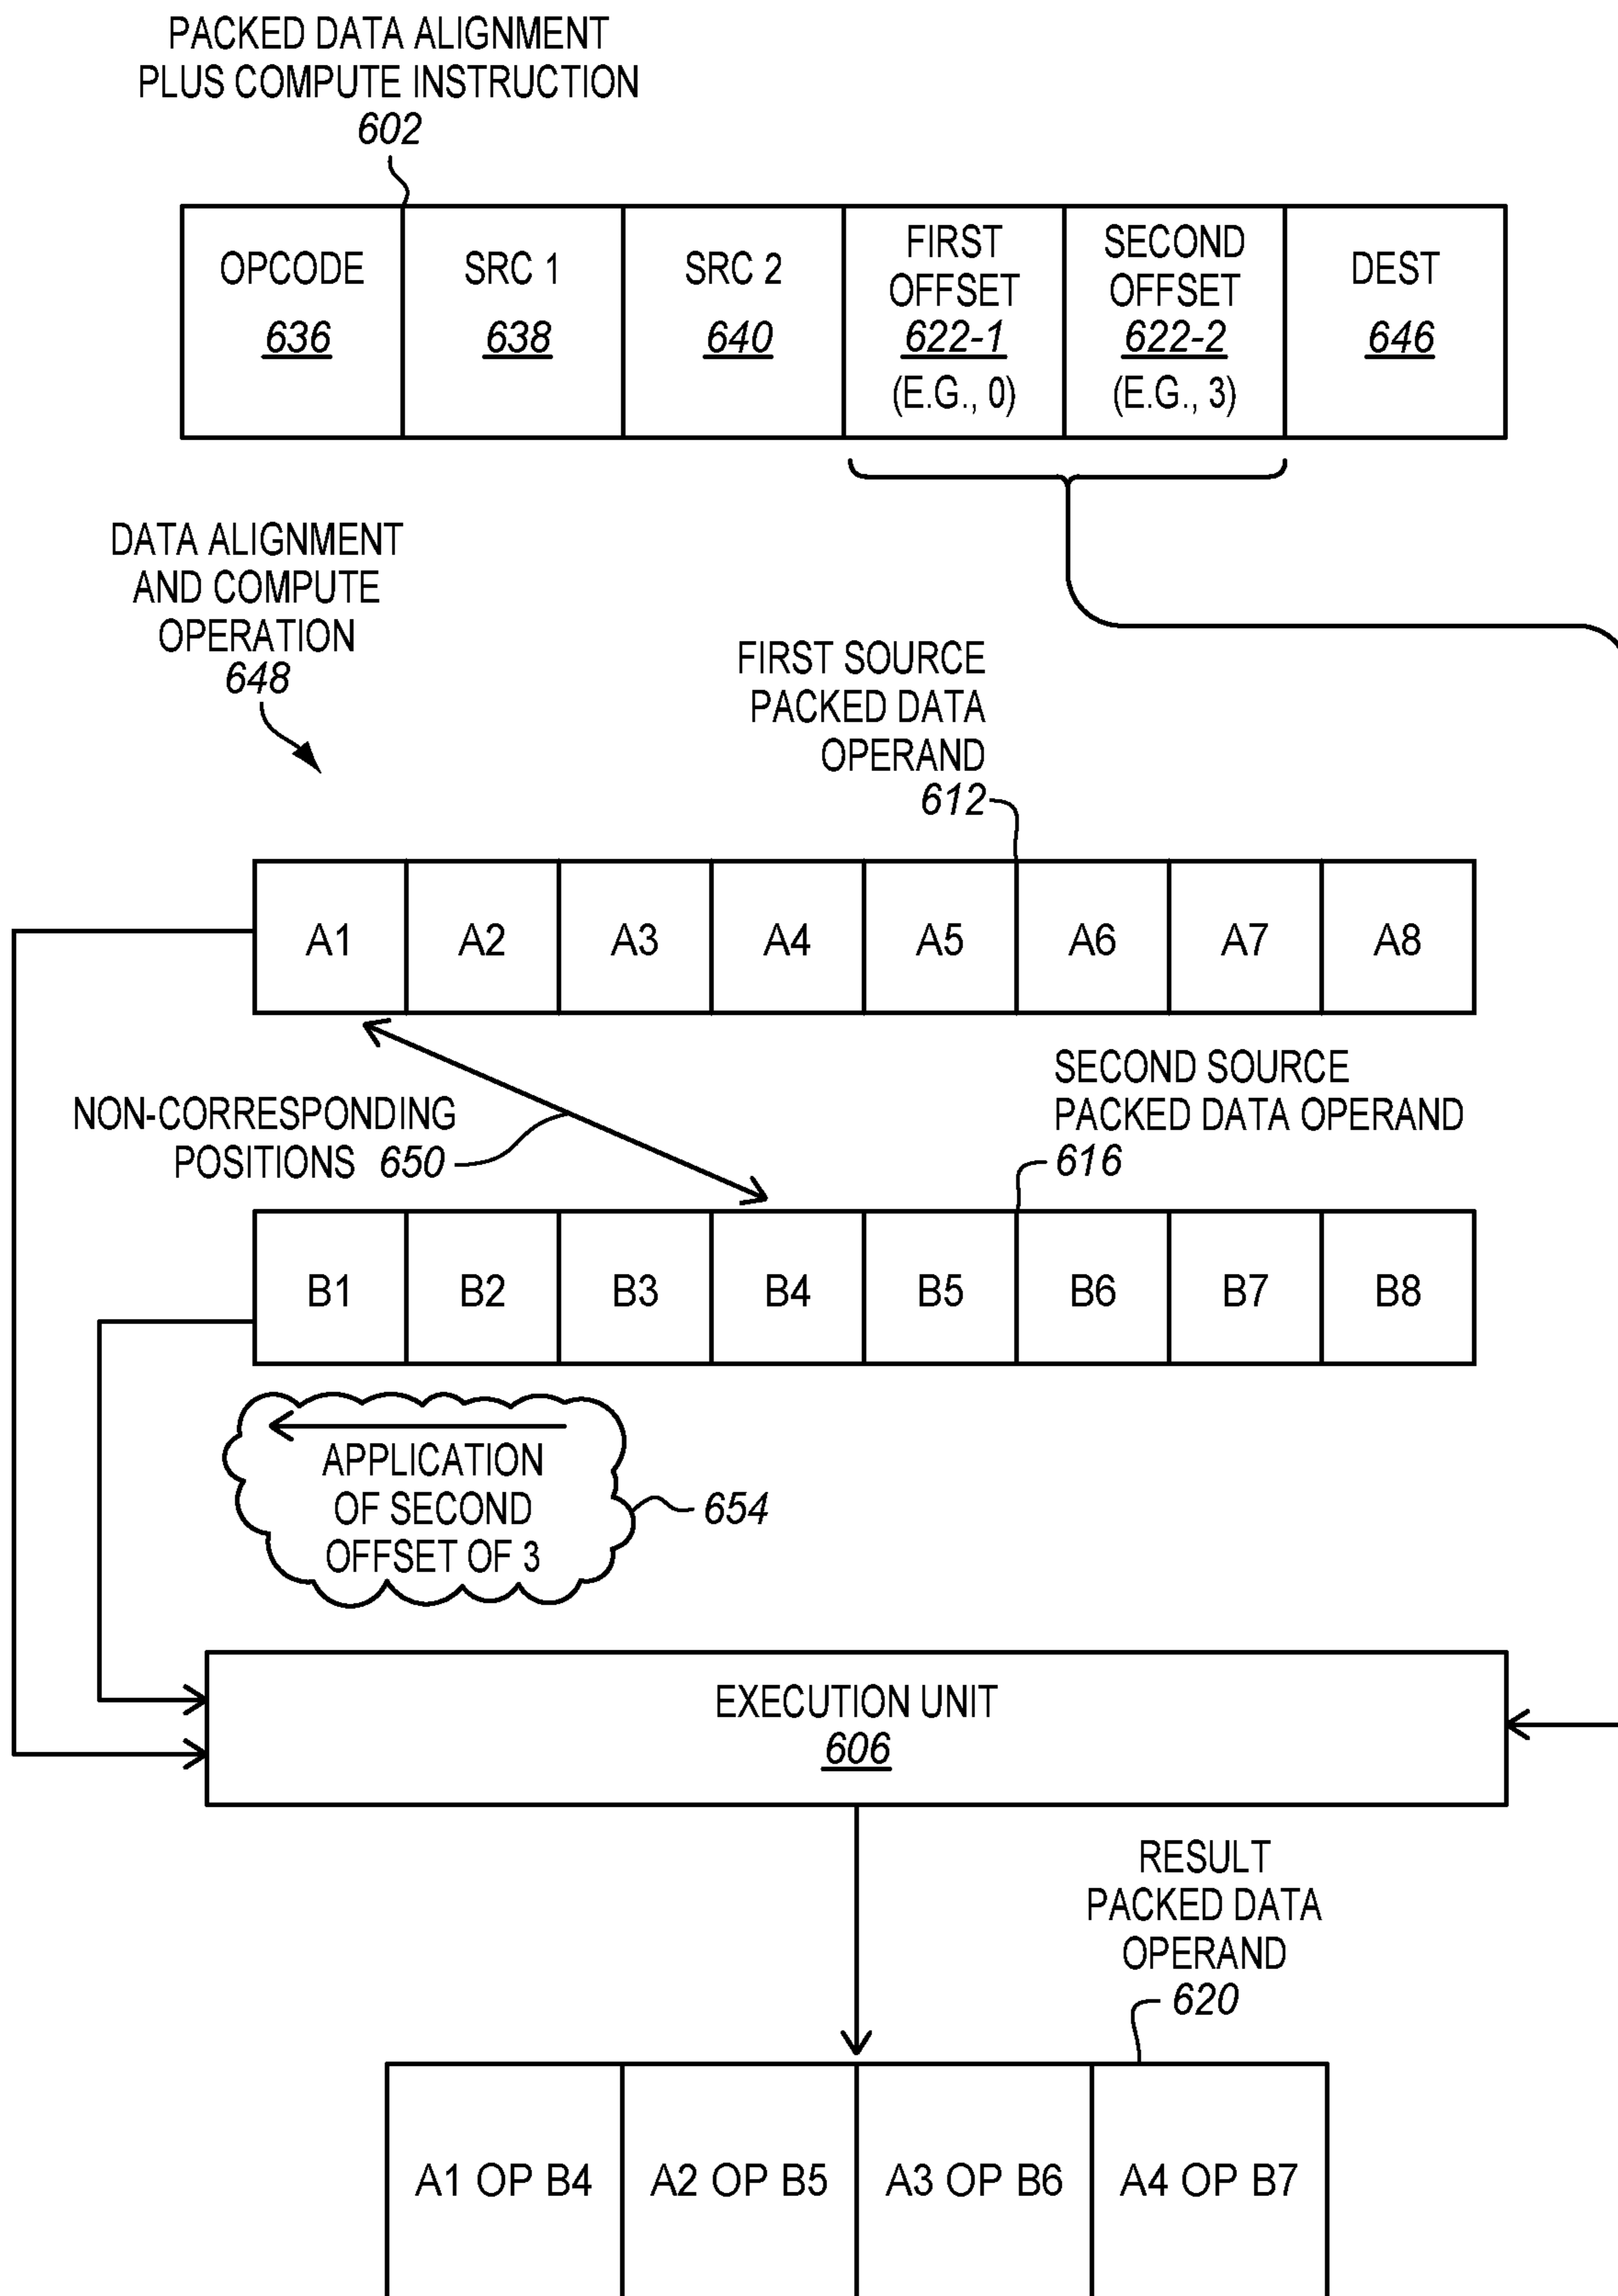 PACKED DATA ALIGNMENT
PLUS COMPUTE INSTRUCTION
602
OPCODE
636
SRC 1
638
SRC 2
640
FIRST
OFFSET
622-1
(E.G., 0)
SECOND
OFFSET
622-2
(E.G., 3)
DEST
646
DATA ALIGNMENT
AND COMPUTE
OPERATION
648
FIRST SOURCE
PACKED DATA
OPERAND
612
A1 A2 A3 A4 A5 A6 A7 A8
NON-CORRESPONDING
POSITIONS 650
SECOND SOURCE
PACKED DATA OPERAND
616
B1 B2 B3 B4 B5 B6 B7 B8
APPLICATION
OF SECOND
OFFSET OF 3
654
EXECUTION UNIT
606
RESULT
PACKED DATA
OPERAND
620
A1 OP B4 A2 OP B5 A3 OP B6 A4 OP B7